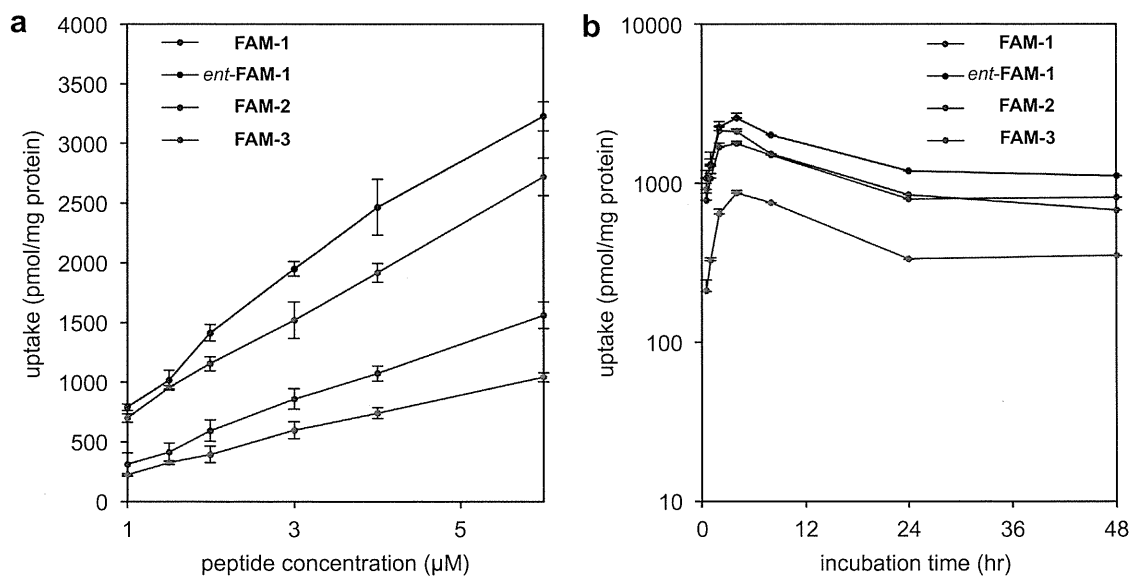 a
4000
3500
3000
2500
2000
1500
1000
500
0
uptake (pmol/mg protein)
FAM-1
ent-FAM-1
FAM-2
FAM-3
1
3
5
peptide concentration (µM)
b
10000
1000
100
10
uptake (pmol/mg protein)
FAM-1
ent-FAM-1
FAM-2
FAM-3
0
12
24
36
48
incubation time (hr)